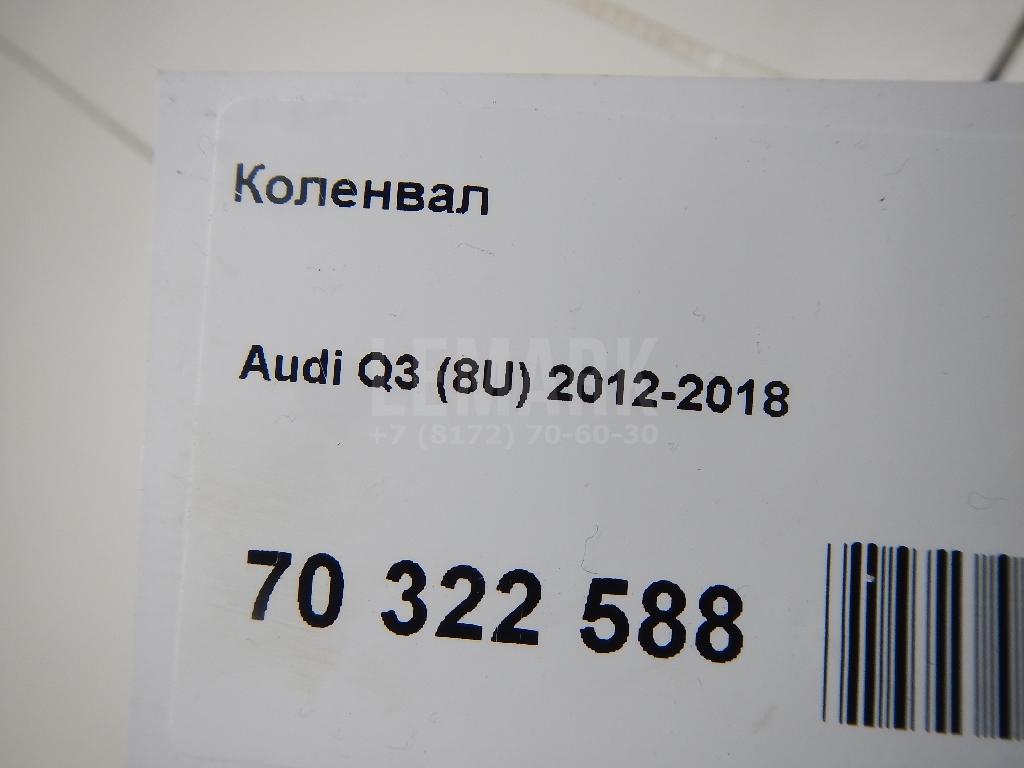 Коленвал
Audi Q3 (8U) 2012-2018
LEMARK
+7 (8172) 70-60-30
70 322 588